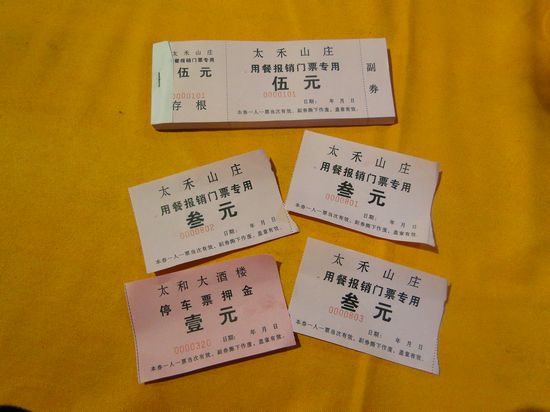 太禾山庄
用餐报销门票专用
伍元
0000101
存根
太禾山庄
用餐报销门票专用
伍元
0000101
日期： 年 月 日
本券一人一票当次有效，副券撕下作废，盖章有效。
副券
太禾山庄
用餐报销门票专用
叁元
0000802
日期： 年 月 日
本券一人一票当次有效，副券撕下作废，盖章有效。
太禾山庄
用餐报销门票专用
叁元
0000801
日期： 年 月 日
本券一人一票当次有效，副券撕下作废，盖章有效。
太和大酒楼
停车票押金
壹元
0000320
日期： 年 月 日
本券一人一票当次有效，副券撕下作废，盖章有效。
太禾山庄
用餐报销门票专用
叁元
0000803
日期： 年 月 日
本券一人一票当次有效，副券撕下作废，盖章有效。